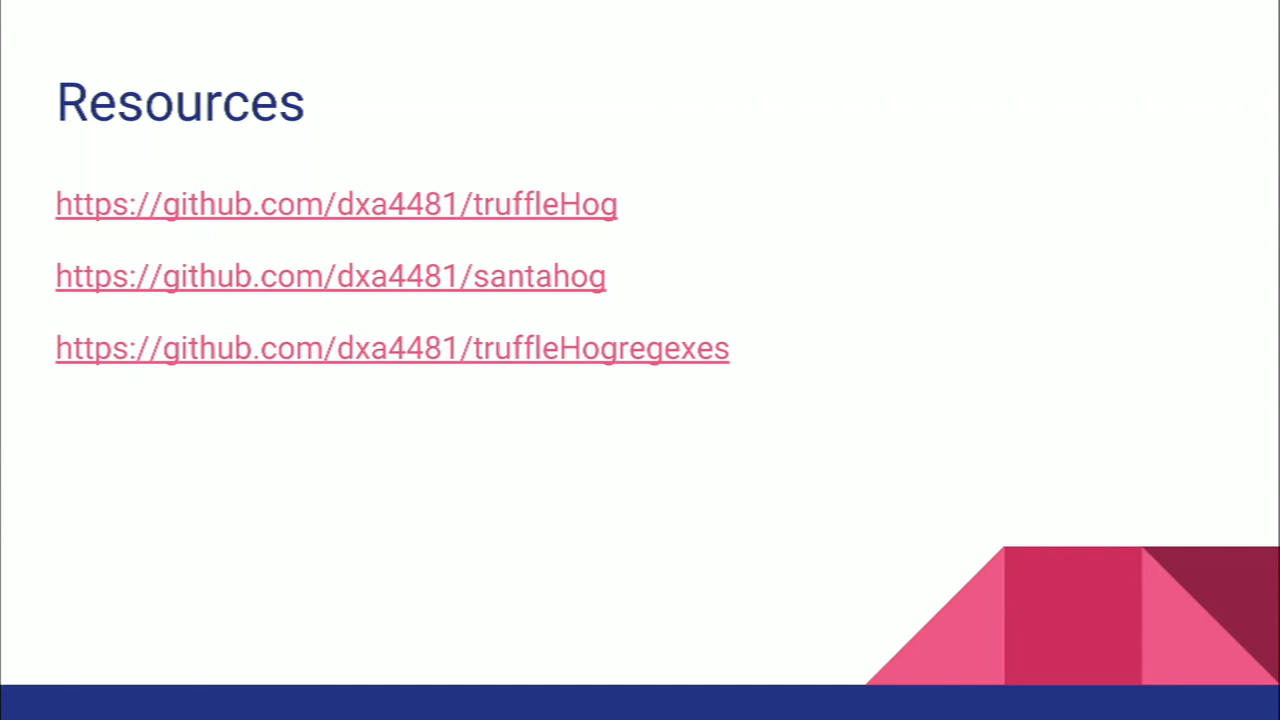 Resources
https://github.com/dxa4481/truffleHog
https://github.com/dxa4481/santahog
https://github.com/dxa4481/truffleHogregexes